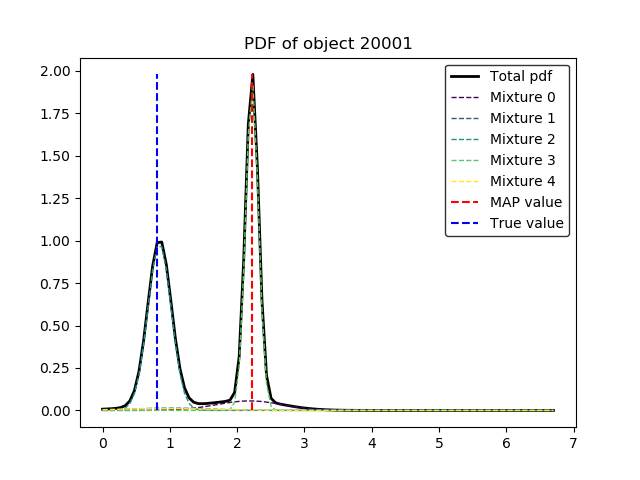 PDF of object 20001
Total pdf
Mixture 0
Mixture 1
Mixture 2
Mixture 3
Mixture 4
MAP value
True value
2.00
1.75
1.50
1.25
1.00
0.75
0.50
0.25
0.00
0 1 2 3 4 5 6 7